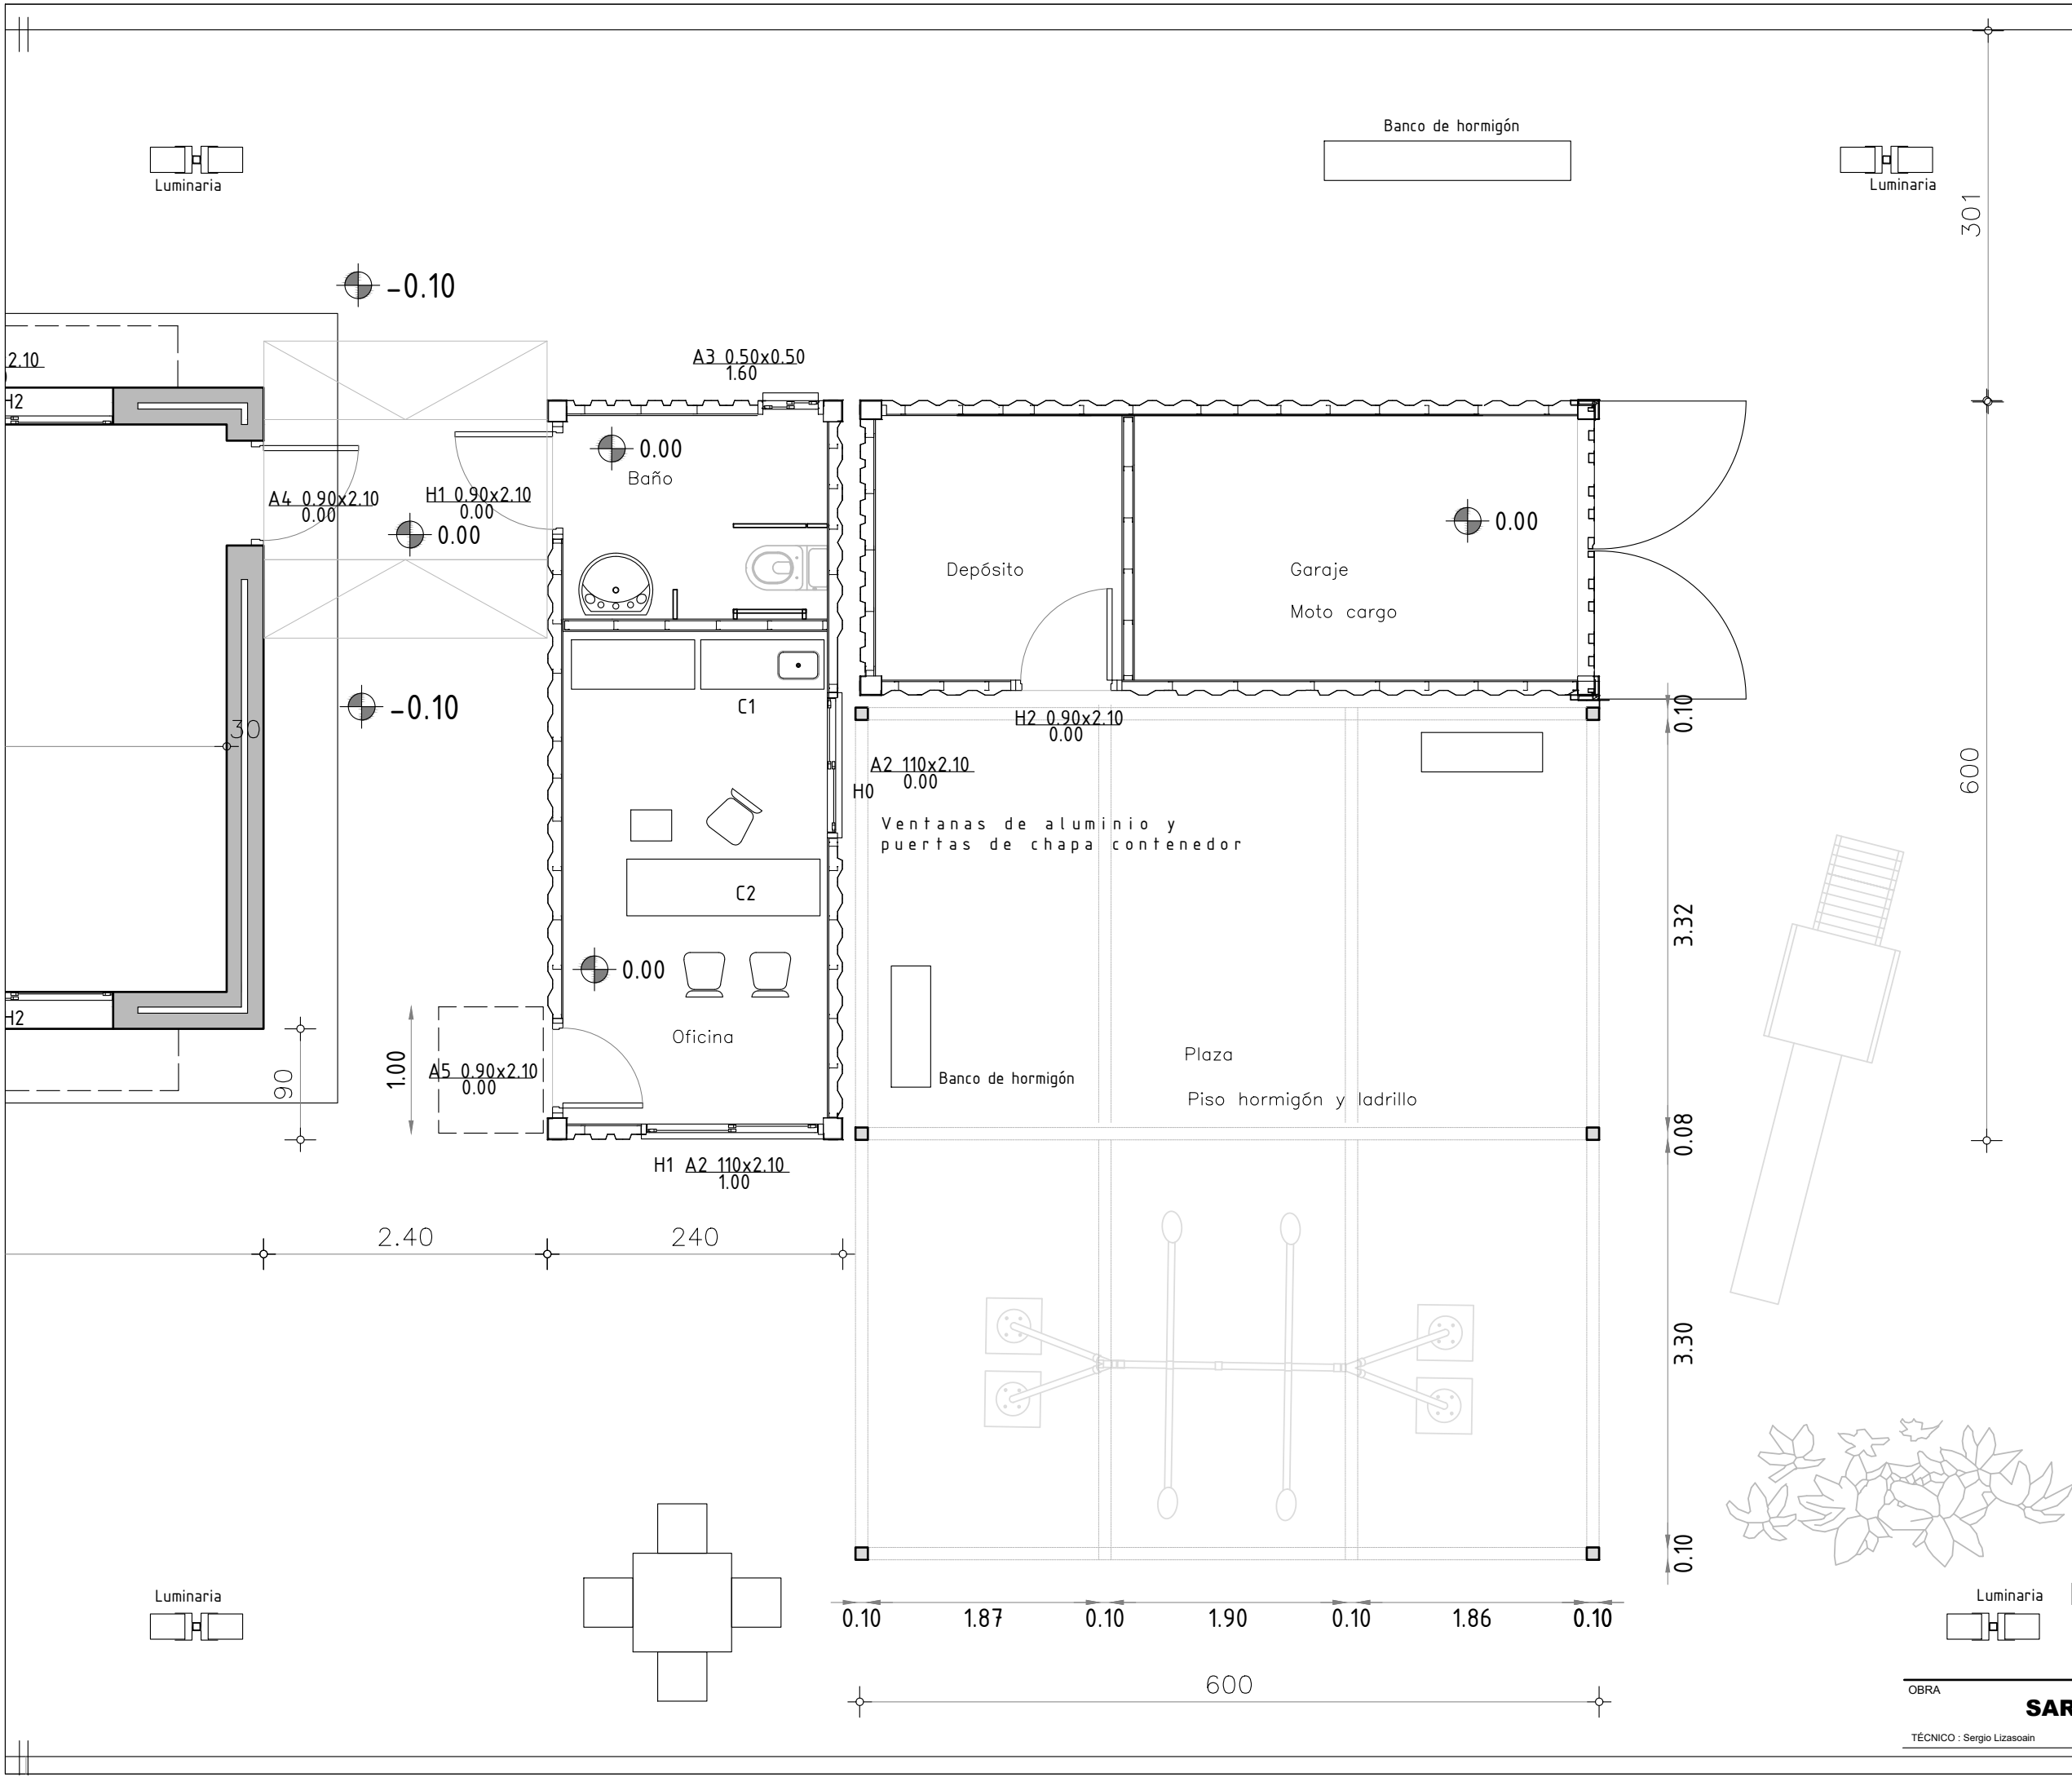 Banco de hormigón
Luminaria
Luminaria
301
-0.10
2.10
H2
A3 0.50x0.50
1.60
0.00
Baño
A4 0.90x2.10
0.00
H1 0.90x2.10
0.00
0.00
0.00
Depósito
Garaje
Moto cargo
-0.10
30
C1
H2 0.90x2.10
0.00
0.10
A2 110x2.10
0.00
H0
600
Ventanas de aluminio y
puertas de chapa contenedor
C2
3.32
0.00
H2
Oficina
Plaza
1.00
90
A5 0.90x2.10
0.00
Banco de hormigón
Piso hormigón y ladrillo
0.08
H1 A2 110x2.10
1.00
2.40
240
3.30
0.10
Luminaria
Luminaria
0.10 1.87 0.10 1.90 0.10 1.86 0.10
600
OBRA
SAR
TÉCNICO : Sergio Lizasoain